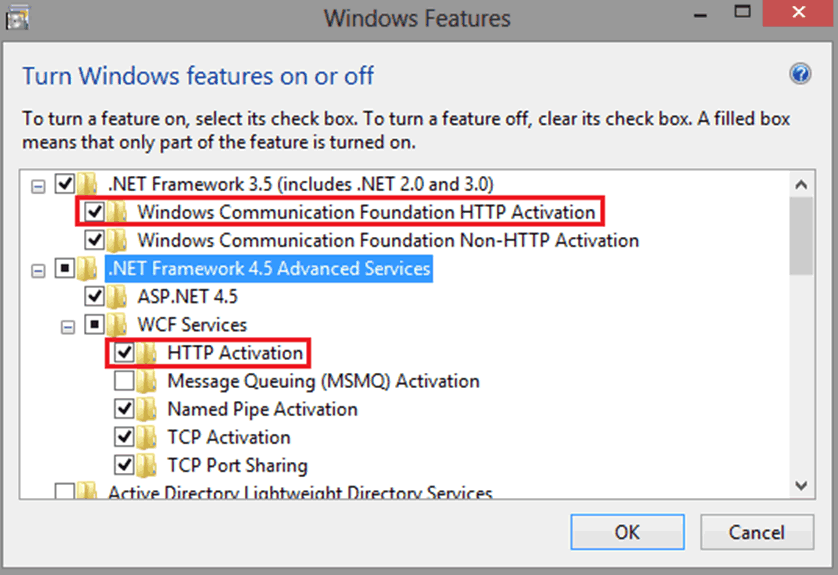 Windows Features
Turn Windows features on or off
To turn a feature on, select its check box. To turn a feature off, clear its check box. A filled box
means that only part of the feature is turned on.
.NET Framework 3.5 (includes .NET 2.0 and 3.0)
Windows Communication Foundation HTTP Activation
Windows Communication Foundation Non-HTTP Activation
.NET Framework 4.5 Advanced Services
ASP.NET 4.5
WCF Services
HTTP Activation
Message Queuing (MSMQ) Activation
Named Pipe Activation
TCP Activation
TCP Port Sharing
Active Directory Lightweight Directory Services
OK
Cancel